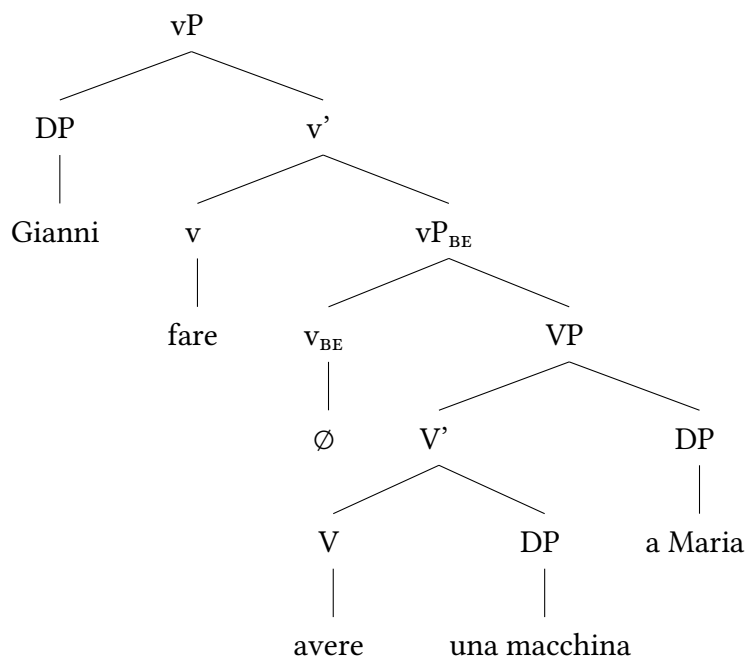 vP
DP v’
Gianni v vP_BE
fare v_BE VP
∅ V’ DP
V DP a Maria
avere una macchina